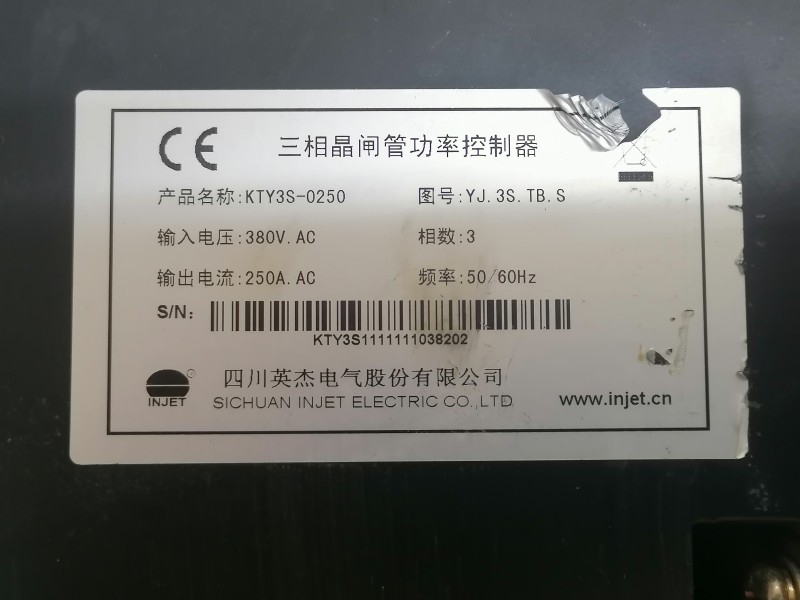 CE 三相晶闸管功率控制器
产品名称:KTY3S-0250 图号:YJ.3S.TB.S
输入电压:380V.AC 相数:3
输出电流:250A.AC 频率:50/60Hz
S/N:
KTY3S1111111038202
四川英杰电气股份有限公司
INJET SICHUAN INJET ELECTRIC CO.,LTD www.injet.cn